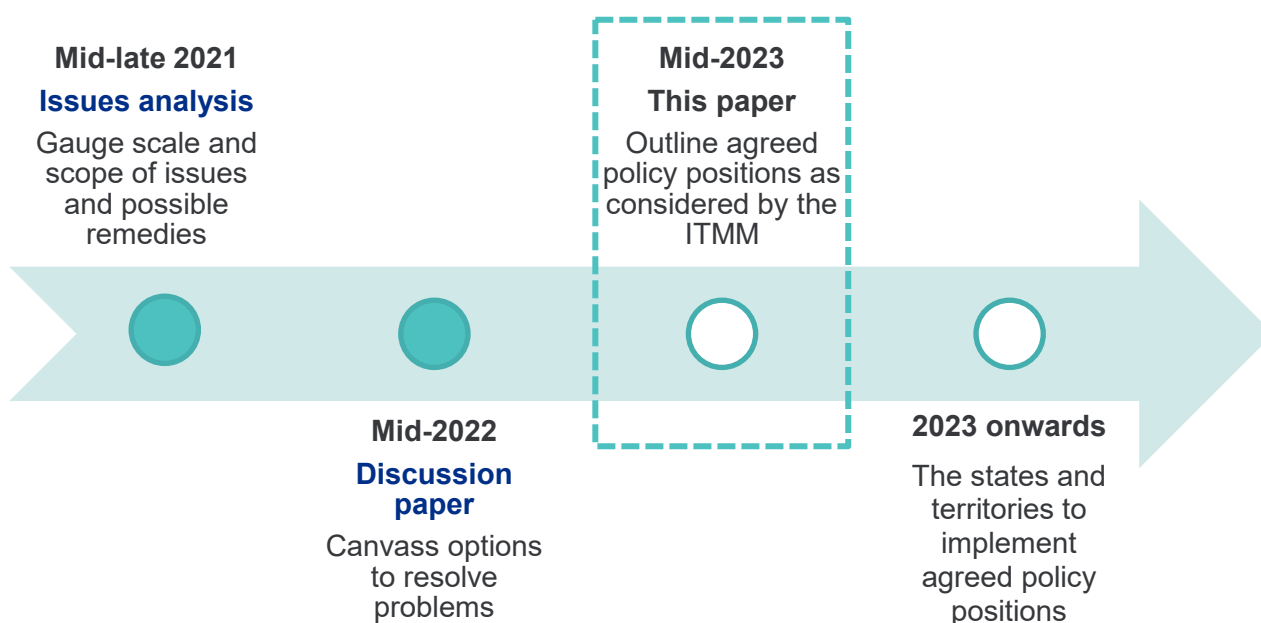 Mid-late 2021
Issues analysis
Gauge scale and
scope of issues
and possible
remedies
Mid-2022
Discussion
paper
Canvass options
to resolve
problems
Mid-2023
This paper
Outline agreed
policy positions as
considered by the
ITMM
2023 onwards
The states and
territories to
implement
agreed policy
positions